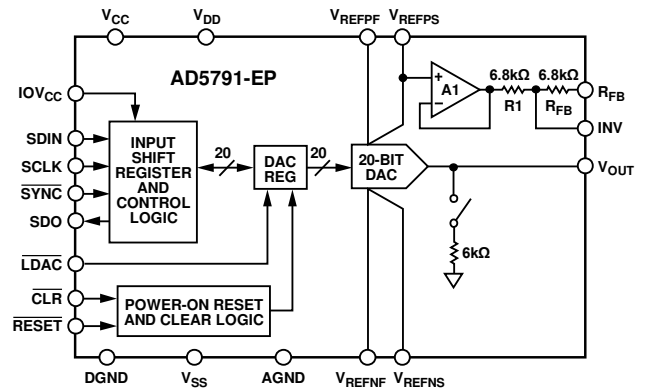 VCC
VDD
VREFPF
VREFPS
AD5791-EP
6.8kΩ
6.8kΩ
A1
R1
RFB
RFB
INV
IOVCC
SDIN
SCLK
SYNC
SDO
LDAC
CLR
RESET
INPUT
SHIFT
REGISTER
AND
CONTROL
LOGIC
20
DAC
REG
20
20-BIT
DAC
VOUT
6kΩ
POWER-ON RESET
AND CLEAR LOGIC
DGND
VSS
AGND
VREFNF
VREFNS